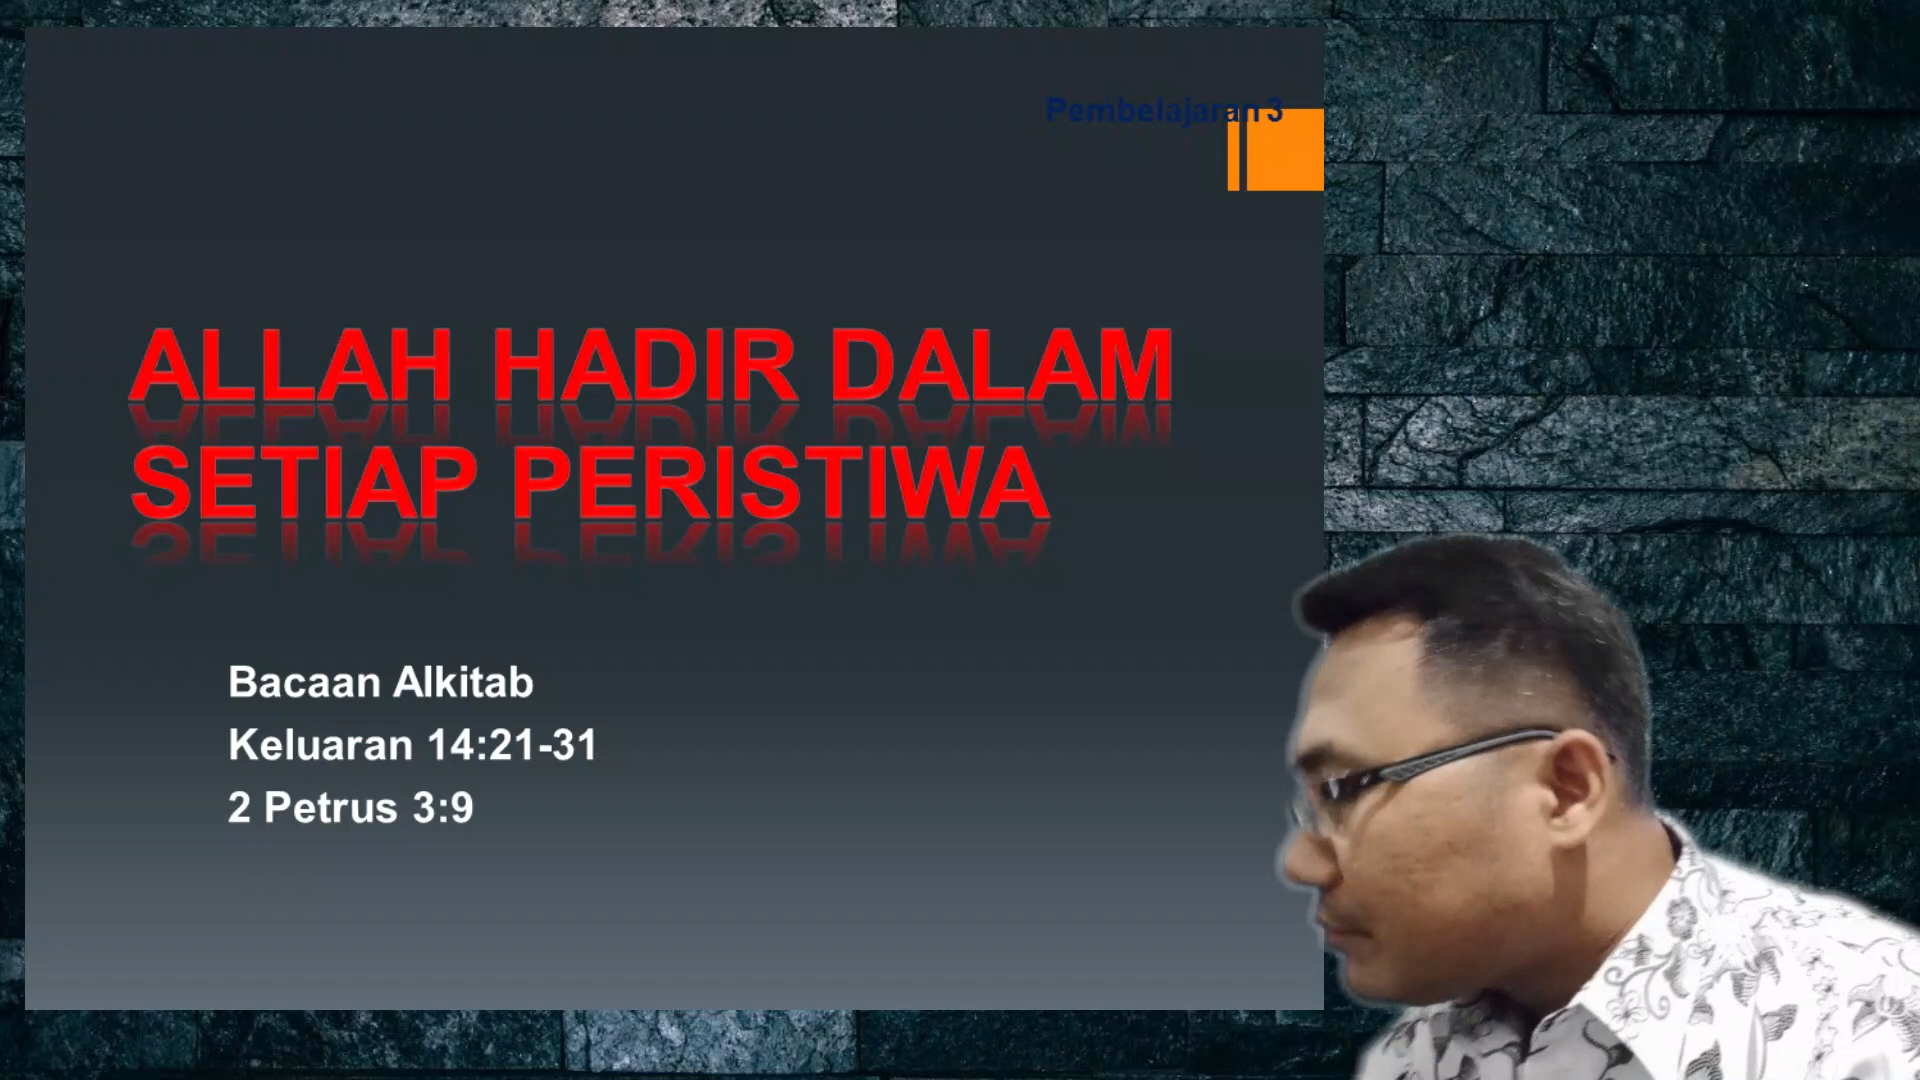 Pembelajaran 3
ALLAH HADIR DALAM
SETIAP PERISTIWA
Bacaan Alkitab
Keluaran 14:21-31
2 Petrus 3:9